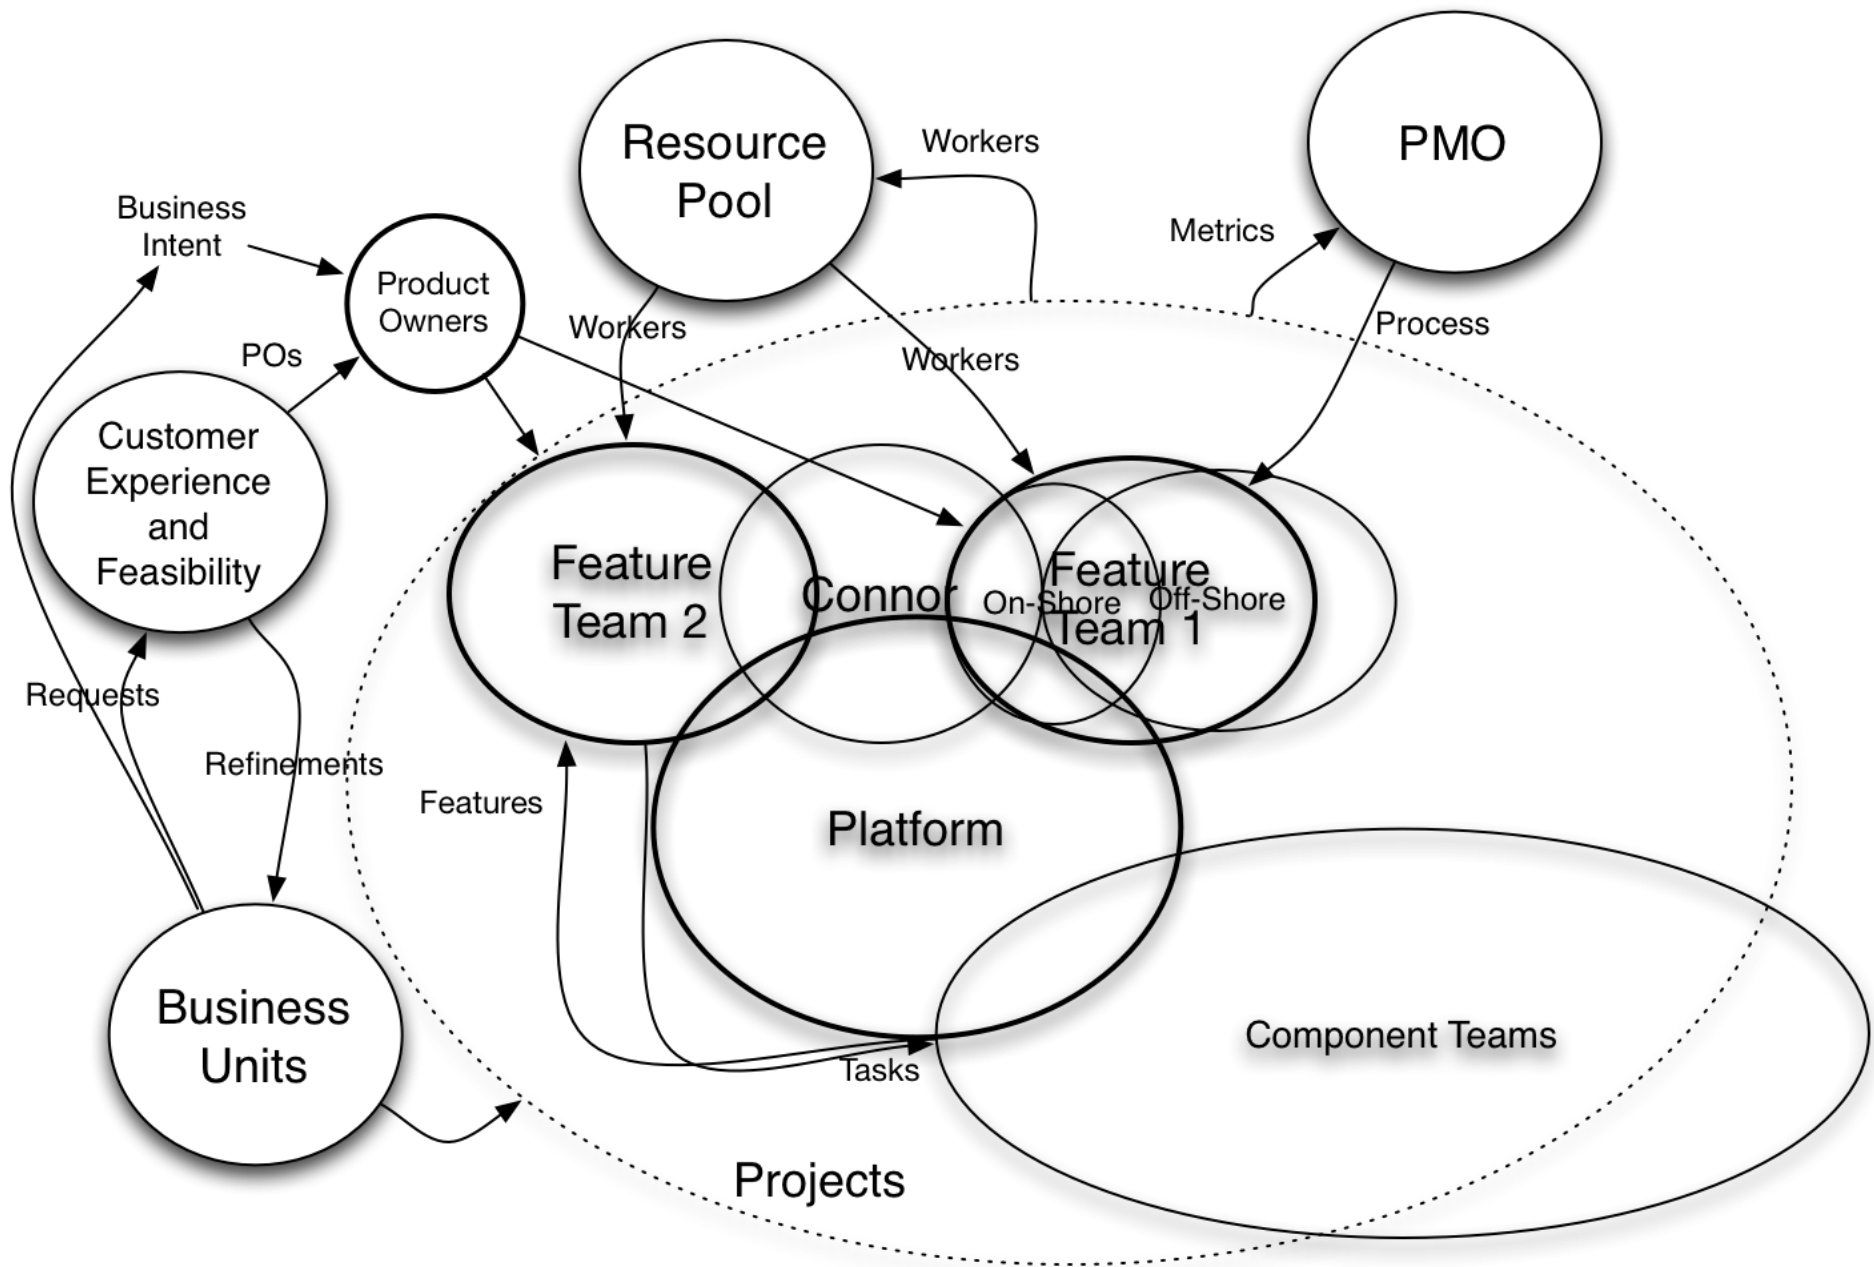 Resource
Pool
Workers
PMO
Business
Intent
Metrics
Product
Owners
Workers
Process
POs
Workers
Customer
Experience
and
Feasibility
Feature
Team 2
Connor
On-Shore
Feature
Team 1
Off-Shore
Requests
Refinements
Features
Platform
Business
Units
Component Teams
Tasks
Projects